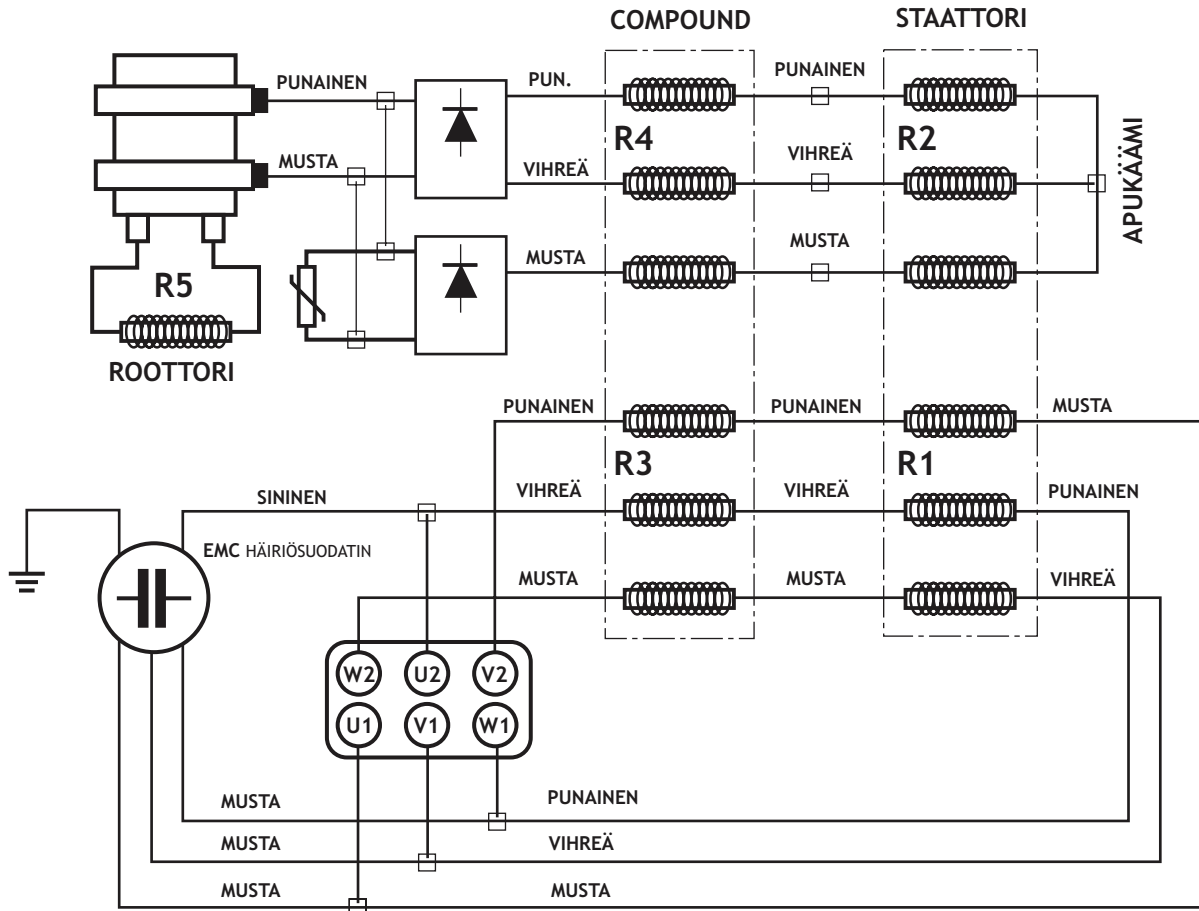 COMPOUND
STAATTORI
PUNAINEN
PUN.
PUNAINEN
R4
R2
MUSTA
VIHREÄ
VIHREÄ
APUKÄÄMI
MUSTA
MUSTA
R5
ROOTTORI
PUNAINEN
PUNAINEN
MUSTA
R3
R1
SININEN
VIHREÄ
VIHREÄ
PUNAINEN
EMC HÄIRIÖSUODATIN
MUSTA
MUSTA
VIHREÄ
W2 U2 V2
U1 V1 W1
MUSTA
PUNAINEN
MUSTA
VIHREÄ
MUSTA
MUSTA